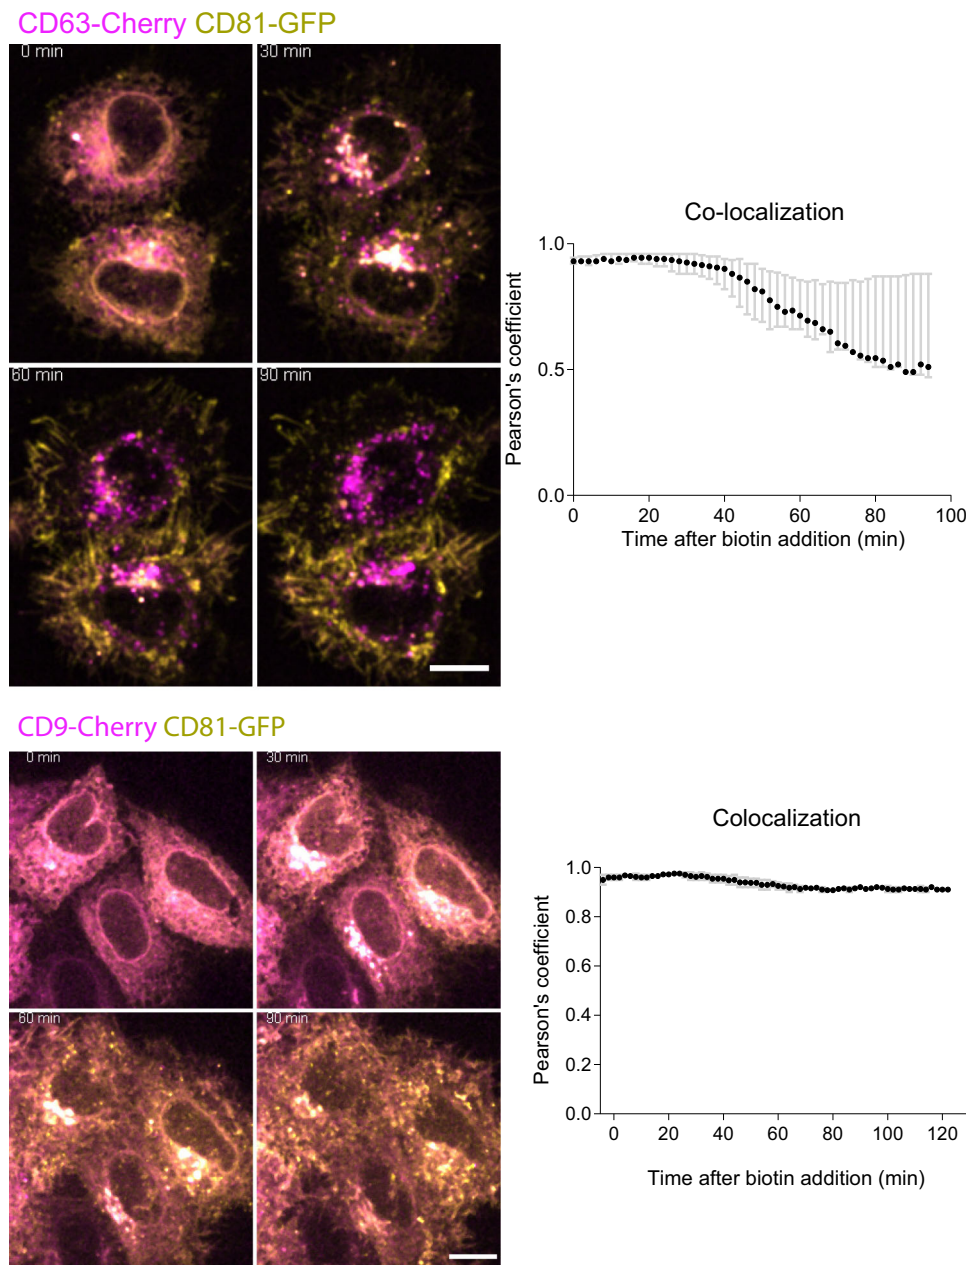 CD63-Cherry CD81-GFP
0 min
30 min
60 min
90 min
Co-localization
Pearson's coefficient
1.0
0.5
0.0
0 20 40 60 80 100
Time after biotin addition (min)
CD9-Cherry CD81-GFP
0 min
30 min
60 min
90 min
Colocalization
Pearson's coefficient
1.0
0.8
0.6
0.4
0.2
0.0
0 20 40 60 80 100 120
Time after biotin addition (min)